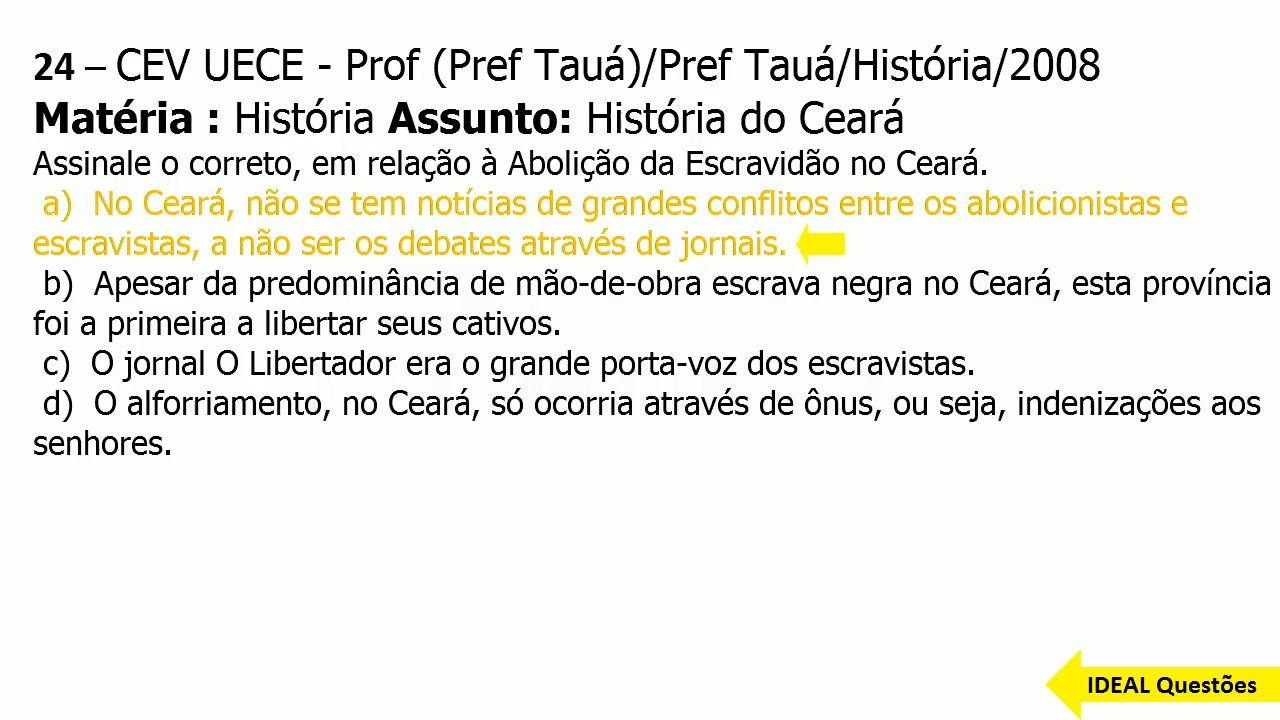 24 – CEV UECE - Prof (Pref Tauá)/Pref Tauá/História/2008
Matéria : História Assunto: História do Ceará
Assinale o correto, em relação à Abolição da Escravidão no Ceará.
a) No Ceará, não se tem notícias de grandes conflitos entre os abolicionistas e
escravistas, a não ser os debates através de jornais.
b) Apesar da predominância de mão-de-obra escrava negra no Ceará, esta província
foi a primeira a libertar seus cativos.
c) O jornal O Libertador era o grande porta-voz dos escravistas.
d) O alforriamento, no Ceará, só ocorria através de ônus, ou seja, indenizações aos
senhores.
IDEAL Questões